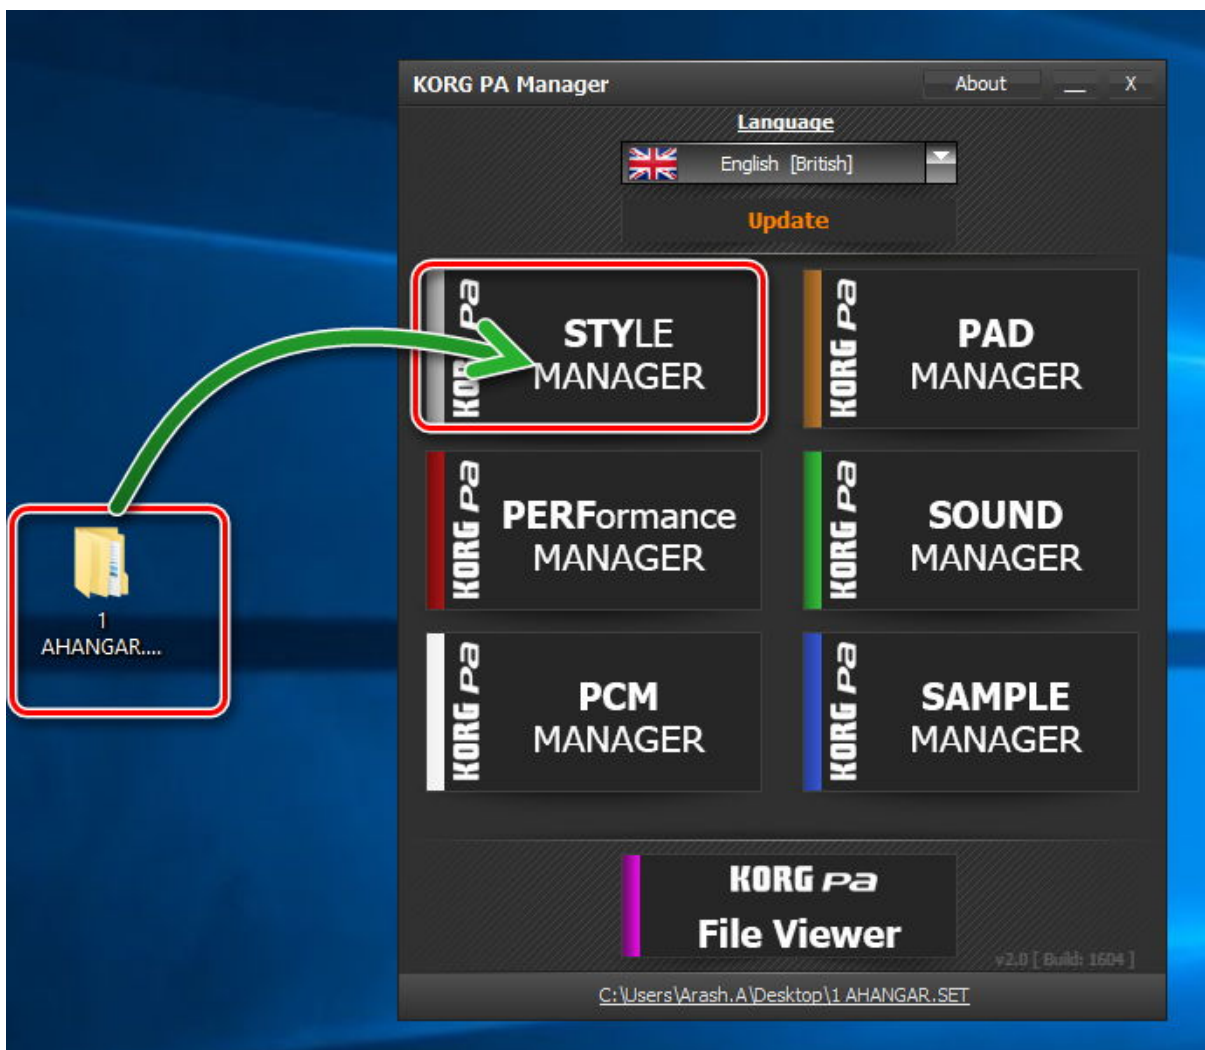 KORG PA Manager
About
X
Language
English [British]
Update
KORG Pa
STYLE
MANAGER
KORG Pa
PAD
MANAGER
KORG Pa
PERFormance
MANAGER
KORG Pa
SOUND
MANAGER
KORG Pa
PCM
MANAGER
KORG Pa
SAMPLE
MANAGER
KORG Pa
File Viewer
v2.0 [ Build: 1604 ]
C:\Users\Arash.A\Desktop\1 AHANGAR.SET
1
AHANGAR....